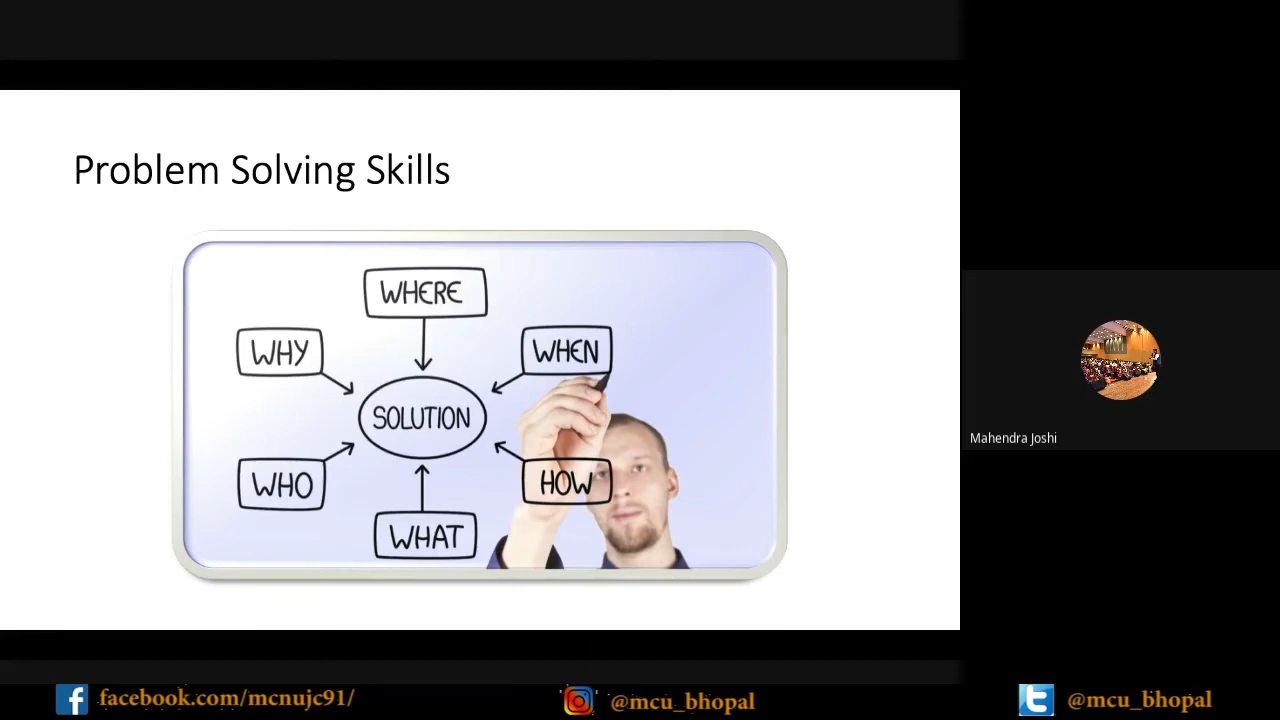 Problem Solving Skills
WHERE
WHY
WHEN
SOLUTION
WHO
HOW
WHAT
Mahendra Joshi
facebook.com/mcnujc91/
@mcu_bhopal
@mcu_bhopal